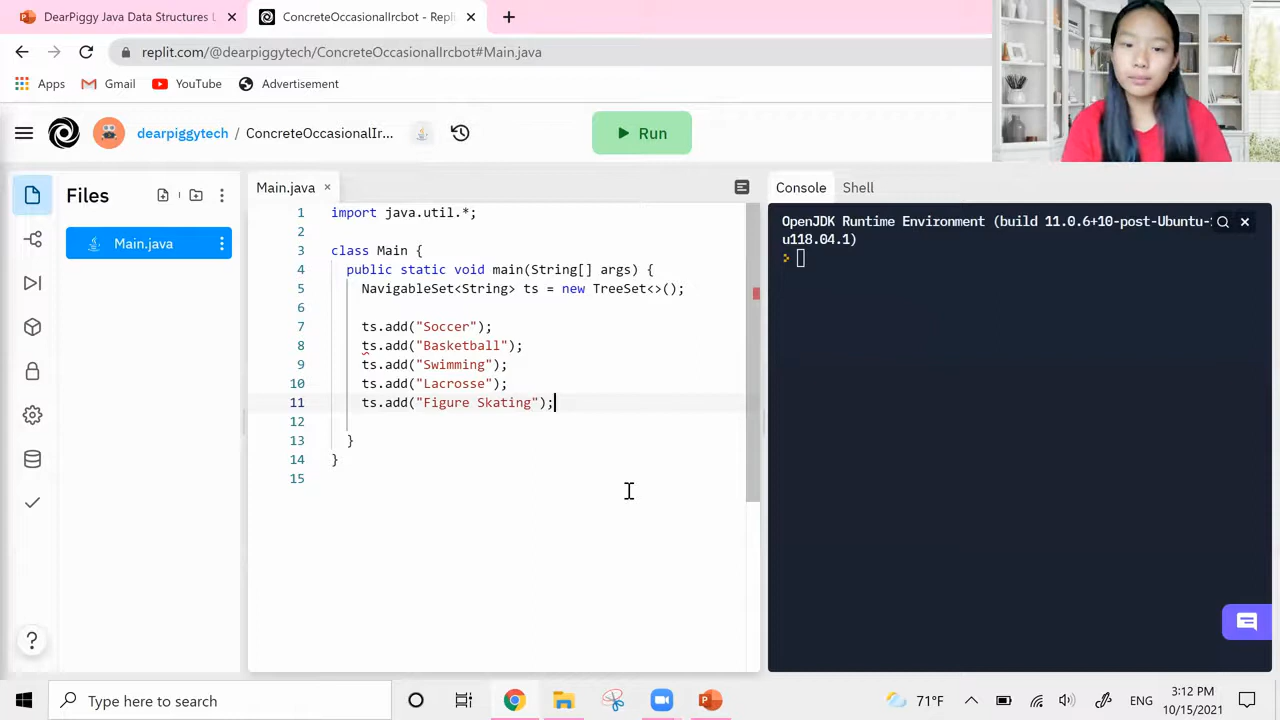 DearPiggy Java Data Structures L
ConcreteOccasionalIrcbot - Repli
replit.com/@dearpiggytech/ConcreteOccasionalIrcbot#Main.java
Apps Gmail YouTube Advertisement
dearpiggytech / ConcreteOccasionalIr...
Run
Files
Main.java
Main.java
1 import java.util.*;
2
3 class Main {
4 public static void main(String[] args) {
5 NavigableSet<String> ts = new TreeSet<>();
6
7 ts.add("Soccer");
8 ts.add("Basketball");
9 ts.add("Swimming");
10 ts.add("Lacrosse");
11 ts.add("Figure Skating");
12
13 }
14 }
15
Console Shell
OpenJDK Runtime Environment (build 11.0.6+10-post-Ubuntu-
u118.04.1)
Type here to search
71°F
ENG
3:12 PM
10/15/2021